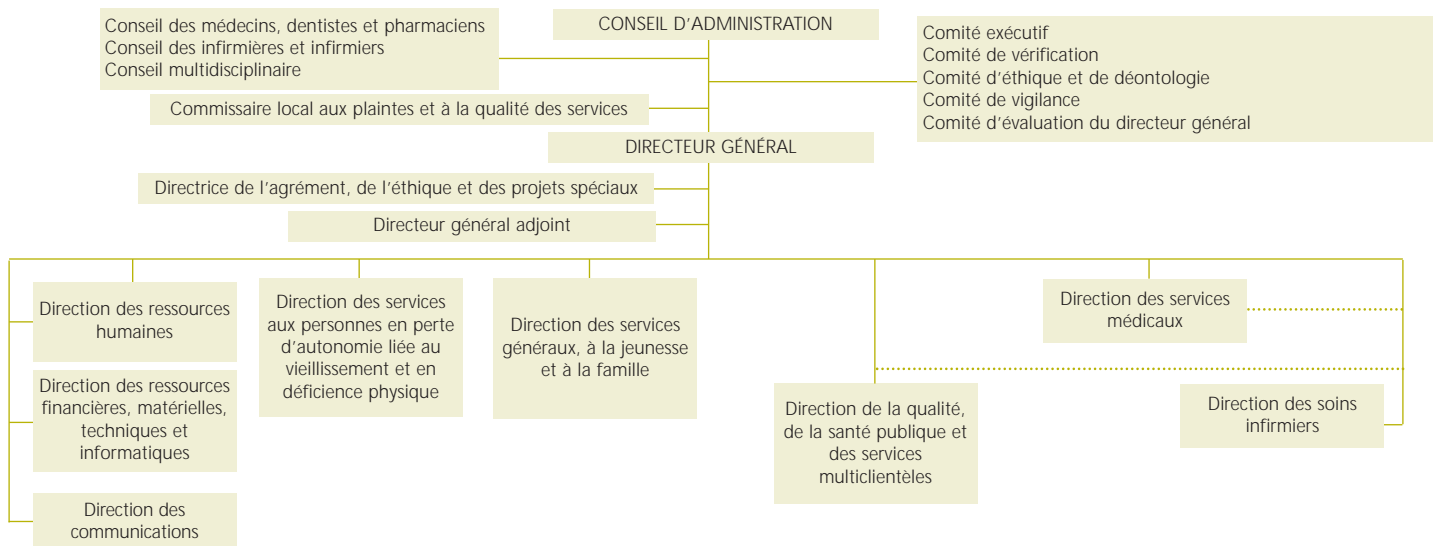 Conseil des médecins, dentistes et pharmaciens
Conseil des infirmières et infirmiers
Conseil multidisciplinaire
CONSEIL D'ADMINISTRATION
Comité exécutif
Comité de vérification
Comité d'éthique et de déontologie
Comité de vigilance
Comité d'évaluation du directeur général
Commissaire local aux plaintes et à la qualité des services
DIRECTEUR GÉNÉRAL
Directrice de l'agrément, de l'éthique et des projets spéciaux
Directeur général adjoint
Direction des ressources
humaines
Direction des ressources
financières, matérielles,
techniques et
informatiques
Direction des
communications
Direction des services
aux personnes en perte
d'autonomie liée au
vieillissement et en
déficience physique
Direction des services
généraux, à la jeunesse
et à la famille
Direction de la qualité,
de la santé publique et
des services
multiclientèles
Direction des services
médicaux
Direction des soins
infirmiers